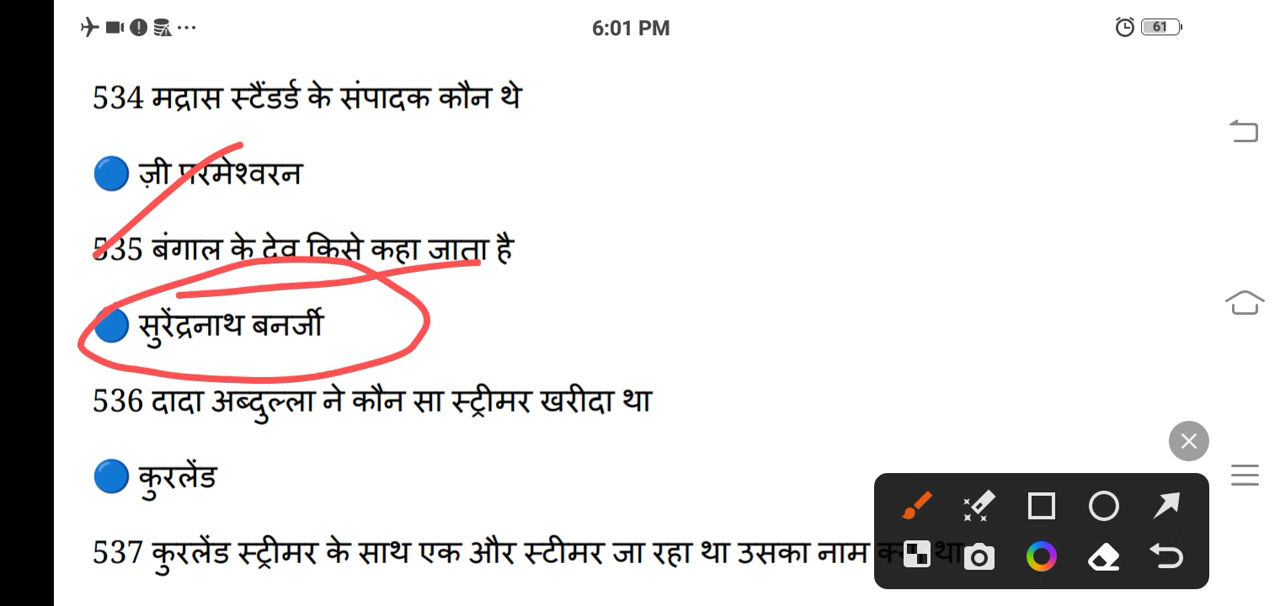 6:01 PM
61
534 मद्रास स्टैंडर्ड के संपादक कौन थे
ज़ी परमेश्वरन
535 बंगाल के देव किसे कहा जाता है
सुरेंद्रनाथ बनर्जी
536 दादा अब्दुल्ला ने कौन सा स्ट्रीमर खरीदा था
कुरलेंड
537 कुरलेंड स्ट्रीमर के साथ एक और स्टीमर जा रहा था उसका नाम था